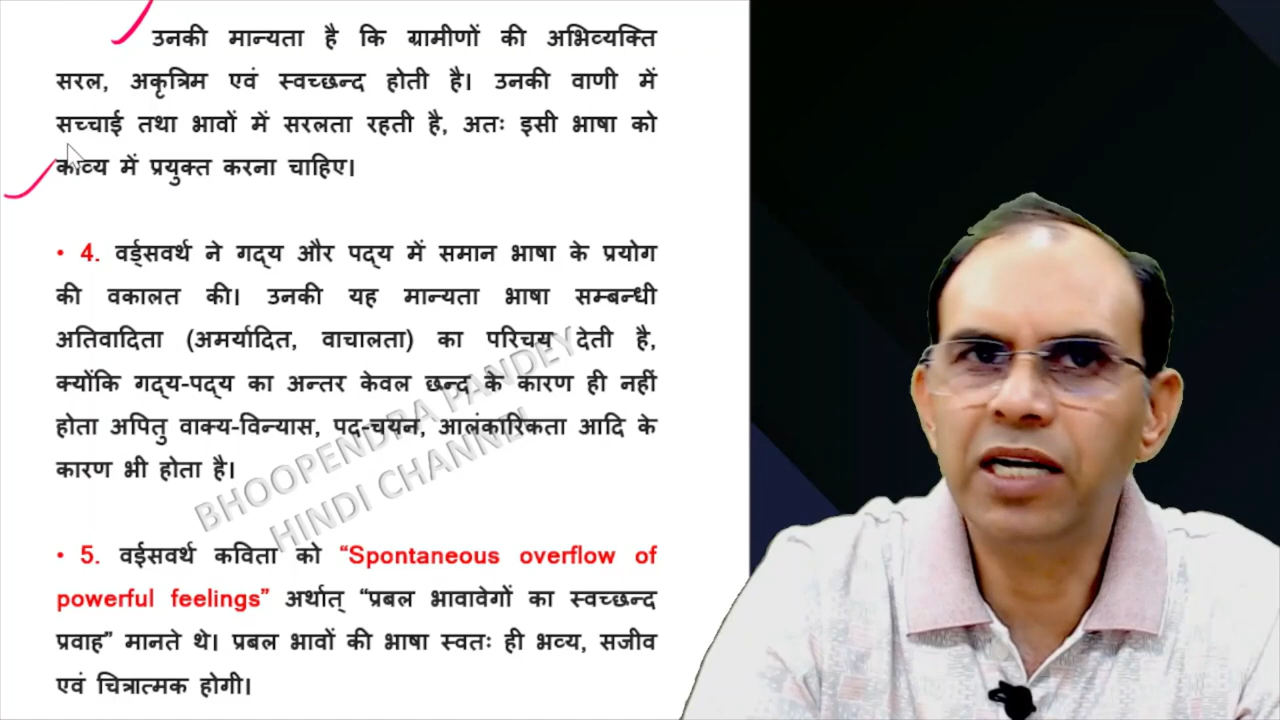 उनकी मान्यता है कि ग्रामीणों की अभिव्यक्ति
सरल, अकृत्रिम एवं स्वच्छन्द होती है। उनकी वाणी में
सच्चाई तथा भावों में सरलता रहती है, अतः इसी भाषा को
काव्य में प्रयुक्त करना चाहिए।
• 4. वर्ड्सवर्थ ने गद्य और पद्य में समान भाषा के प्रयोग
की वकालत की। उनकी यह मान्यता भाषा सम्बन्धी
अतिवादिता (अमर्यादित, वाचालता) का परिचय देती है,
क्योंकि गद्य-पद्य का अन्तर केवल छन्द के कारण ही नहीं
होता अपितु वाक्य-विन्यास, पद-चयन, आलंकारिकता आदि के
कारण भी होता है।
BHOOPENDRA PANDEY
HINDI CHANNEL
• 5. वर्ईसवर्थ कविता को “Spontaneous overflow of
powerful feelings” अर्थात् “प्रबल भावावेगों का स्वच्छन्द
प्रवाह” मानते थे। प्रबल भावों की भाषा स्वतः ही भव्य, सजीव
एवं चित्रात्मक होगी।